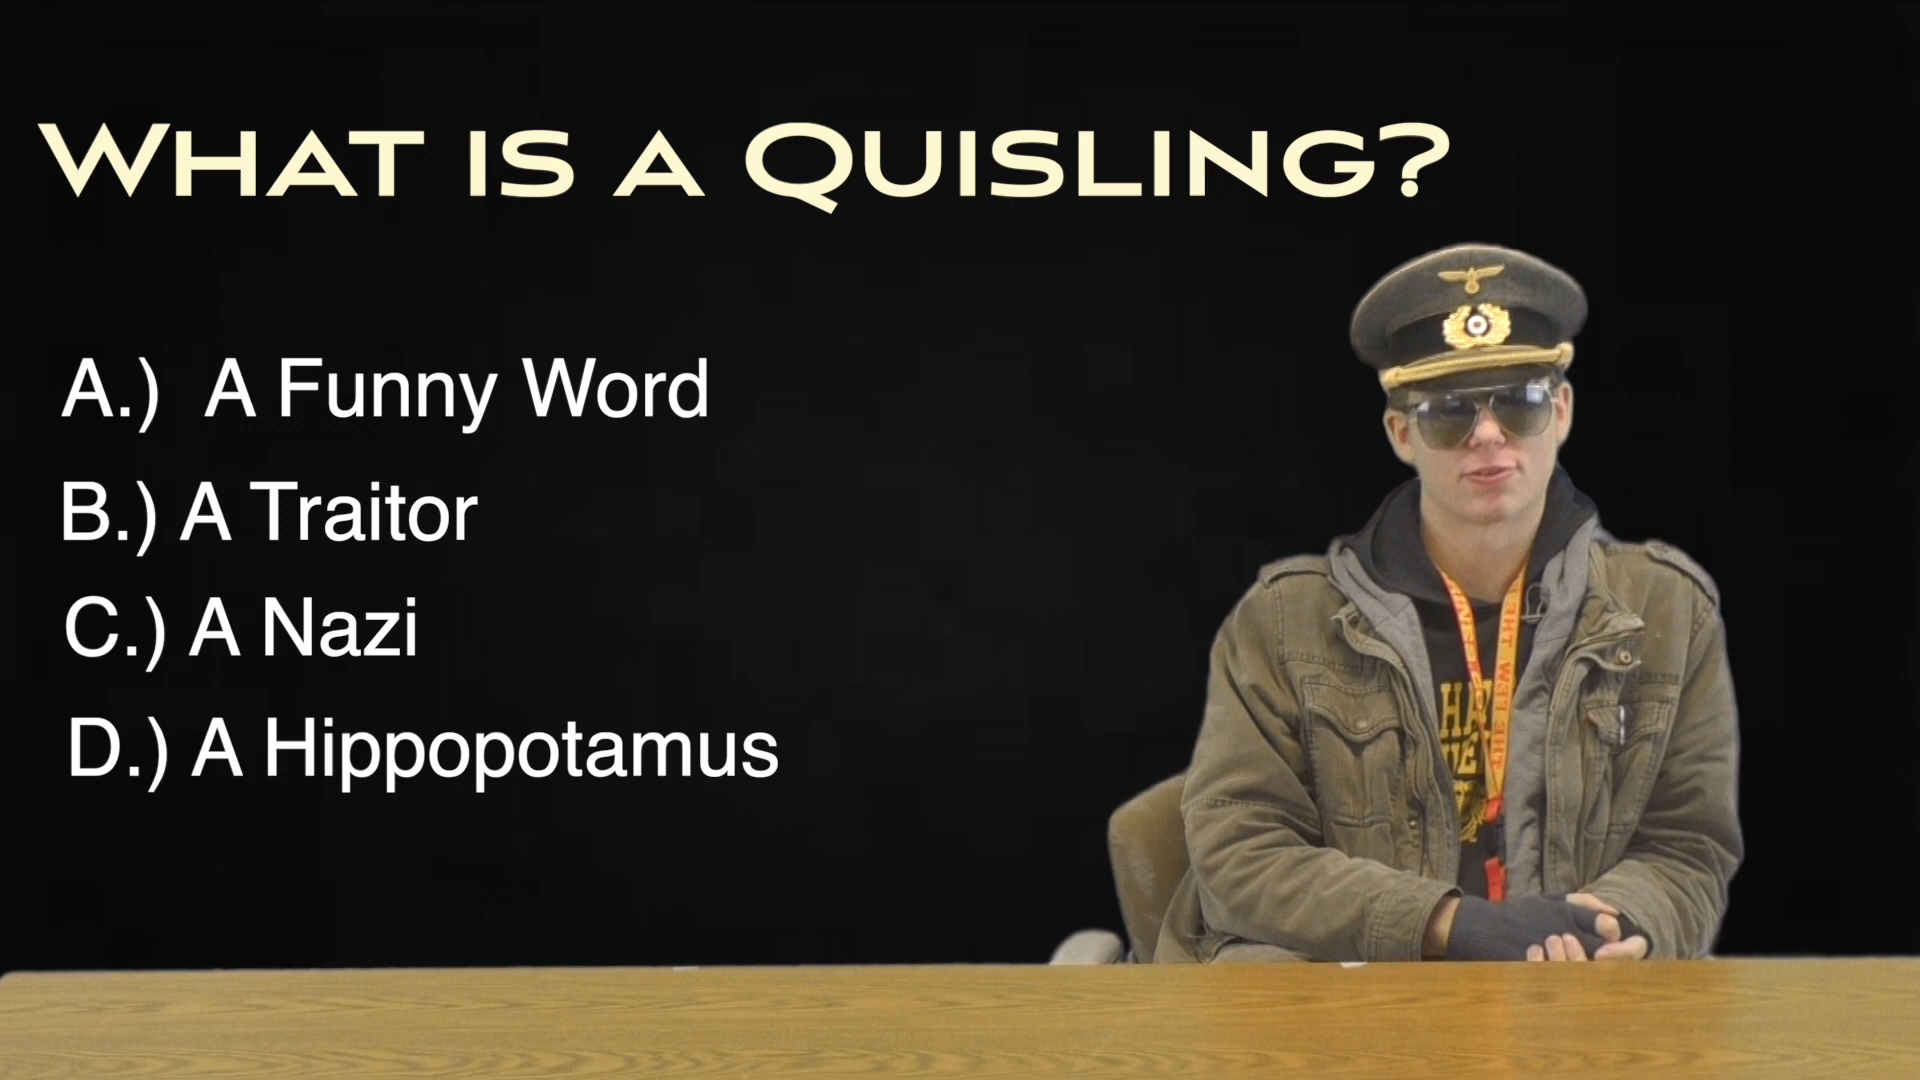 What is a Quisling?
A.) A Funny Word
B.) A Traitor
C.) A Nazi
D.) A Hippopotamus